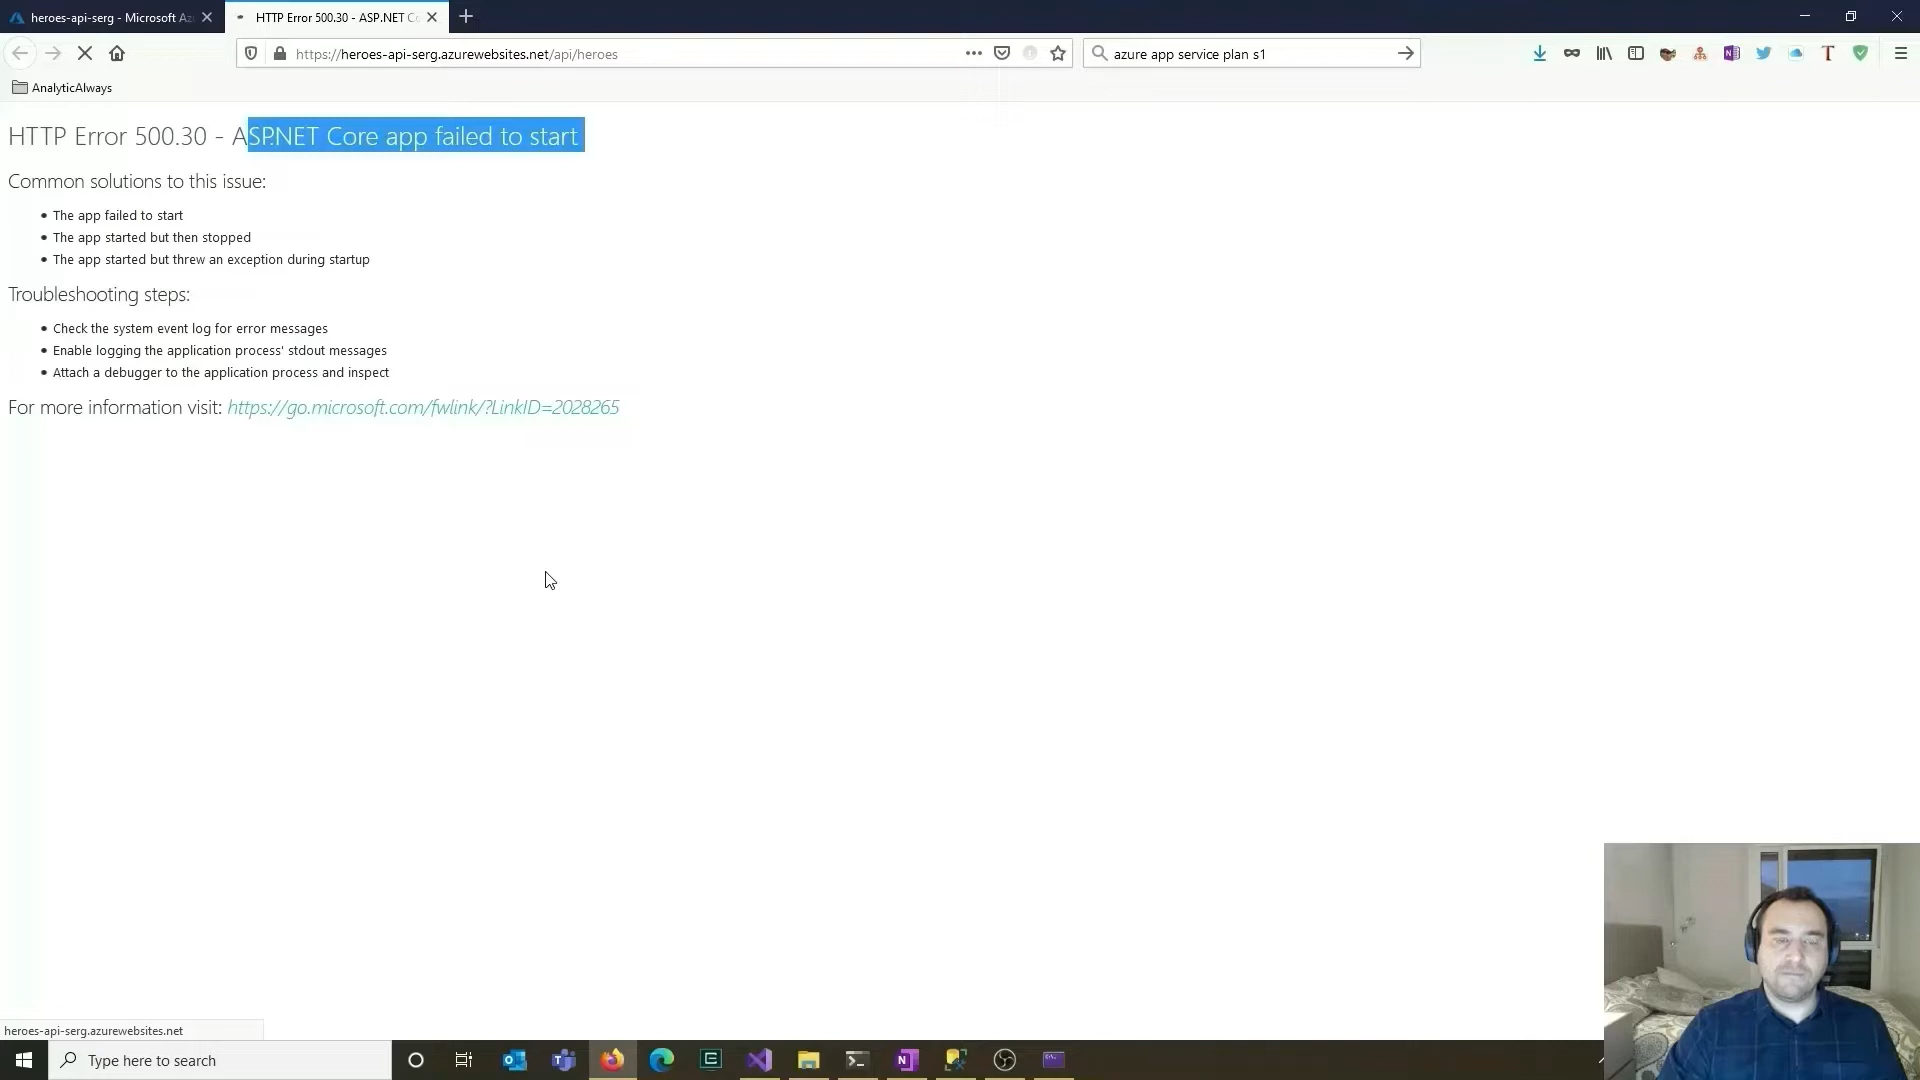 heroes-api-serg - Microsoft Az
HTTP Error 500.30 - ASP.NET Co
https://heroes-api-serg.azurewebsites.net/api/heroes
azure app service plan s1
AnalyticAlways
HTTP Error 500.30 - ASP.NET Core app failed to start
Common solutions to this issue:
• The app failed to start
• The app started but then stopped
• The app started but threw an exception during startup
Troubleshooting steps:
• Check the system event log for error messages
• Enable logging the application process' stdout messages
• Attach a debugger to the application process and inspect
For more information visit: https://go.microsoft.com/fwlink/?LinkID=2028265
heroes-api-serg.azurewebsites.net
Type here to search